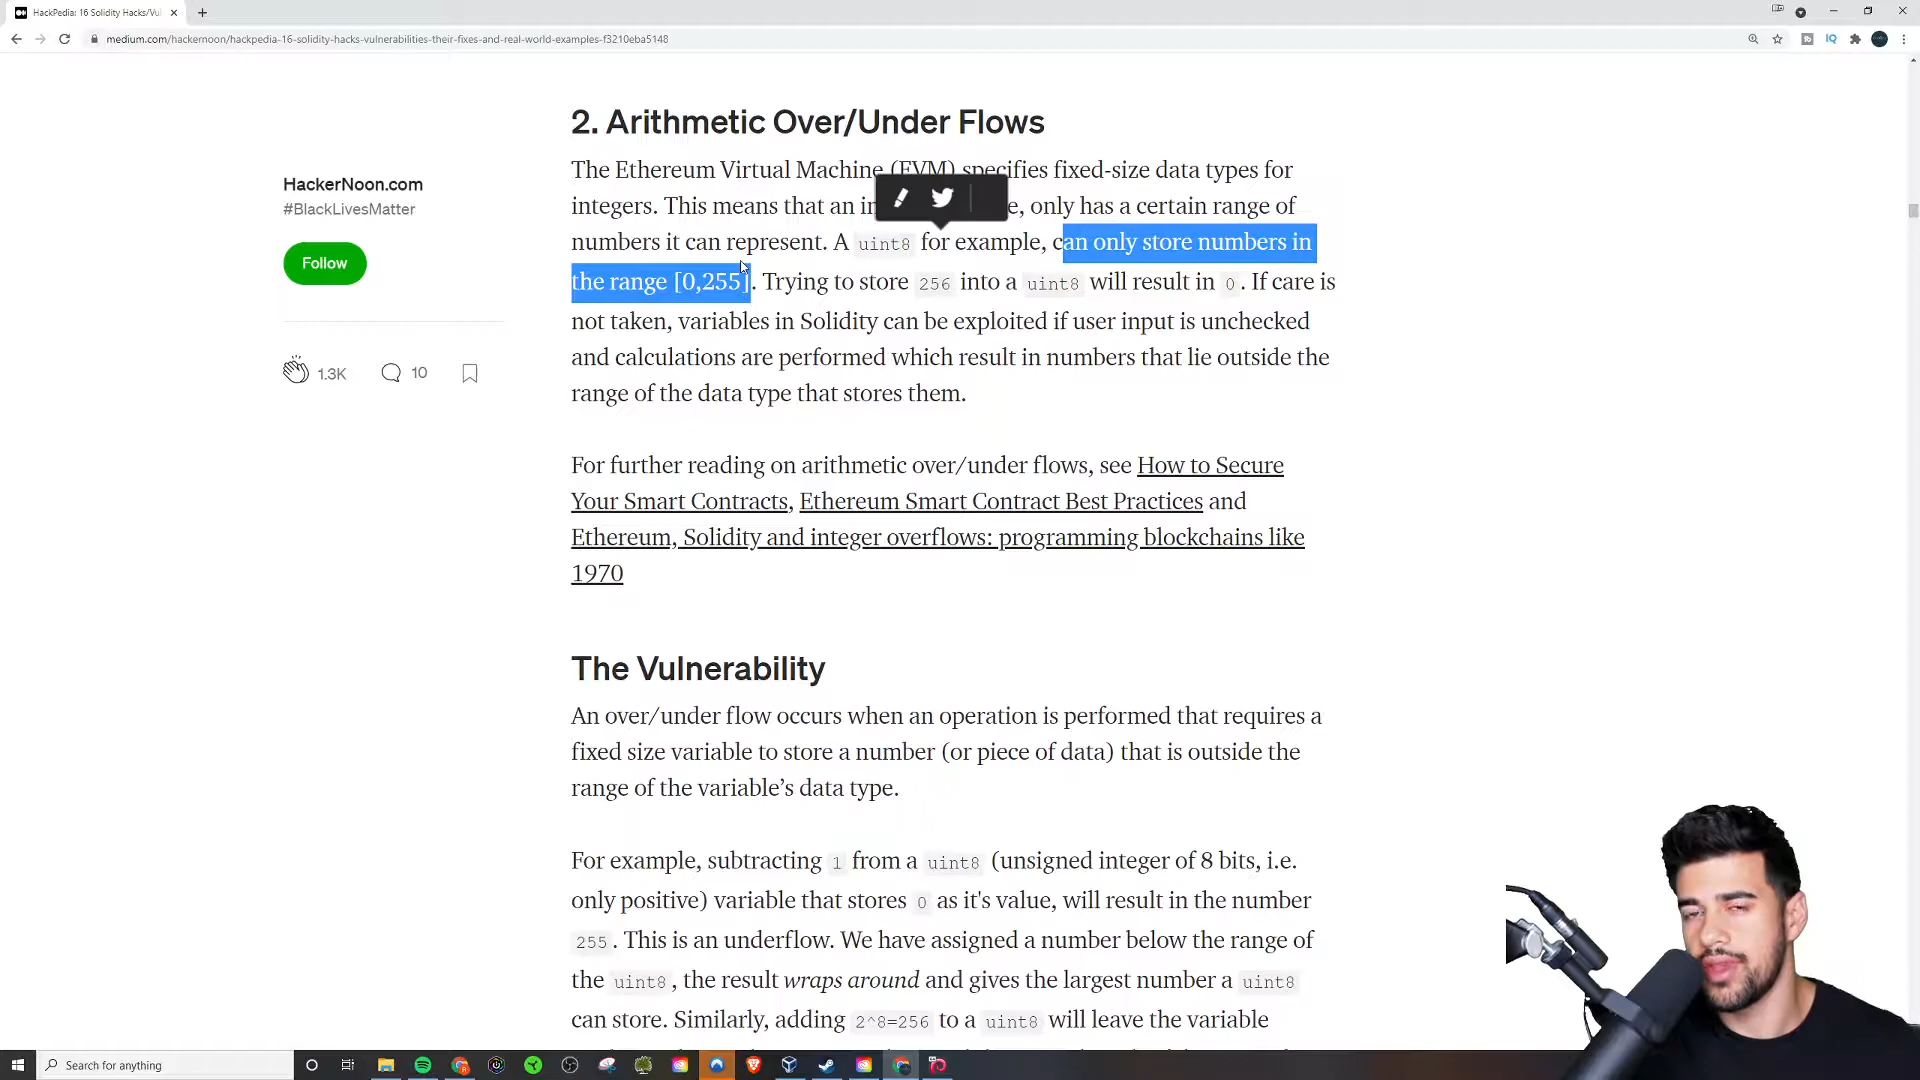 HackPedia: 16 Solidity Hacks/Vul
medium.com/hackernoon/hackpedia-16-solidity-hacks-vulnerabilities-their-fixes-and-real-world-examples-f3210eba5148
IQ
2. Arithmetic Over/Under Flows
The Ethereum Virtual Machine (EVM) specifies fixed-size data types for
integers. This means that an in e, only has a certain range of
numbers it can represent. A uint8 for example, can only store numbers in
the range [0,255]. Trying to store 256 into a uint8 will result in 0. If care is
not taken, variables in Solidity can be exploited if user input is unchecked
and calculations are performed which result in numbers that lie outside the
range of the data type that stores them.
HackerNoon.com
#BlackLivesMatter
Follow
1.3K 10
For further reading on arithmetic over/under flows, see How to Secure
Your Smart Contracts, Ethereum Smart Contract Best Practices and
Ethereum, Solidity and integer overflows: programming blockchains like
1970
The Vulnerability
An over/under flow occurs when an operation is performed that requires a
fixed size variable to store a number (or piece of data) that is outside the
range of the variable’s data type.
For example, subtracting 1 from a uint8 (unsigned integer of 8 bits, i.e.
only positive) variable that stores 0 as it's value, will result in the number
255. This is an underflow. We have assigned a number below the range of
the uint8, the result wraps around and gives the largest number a uint8
can store. Similarly, adding 2^8=256 to a uint8 will leave the variable
Search for anything